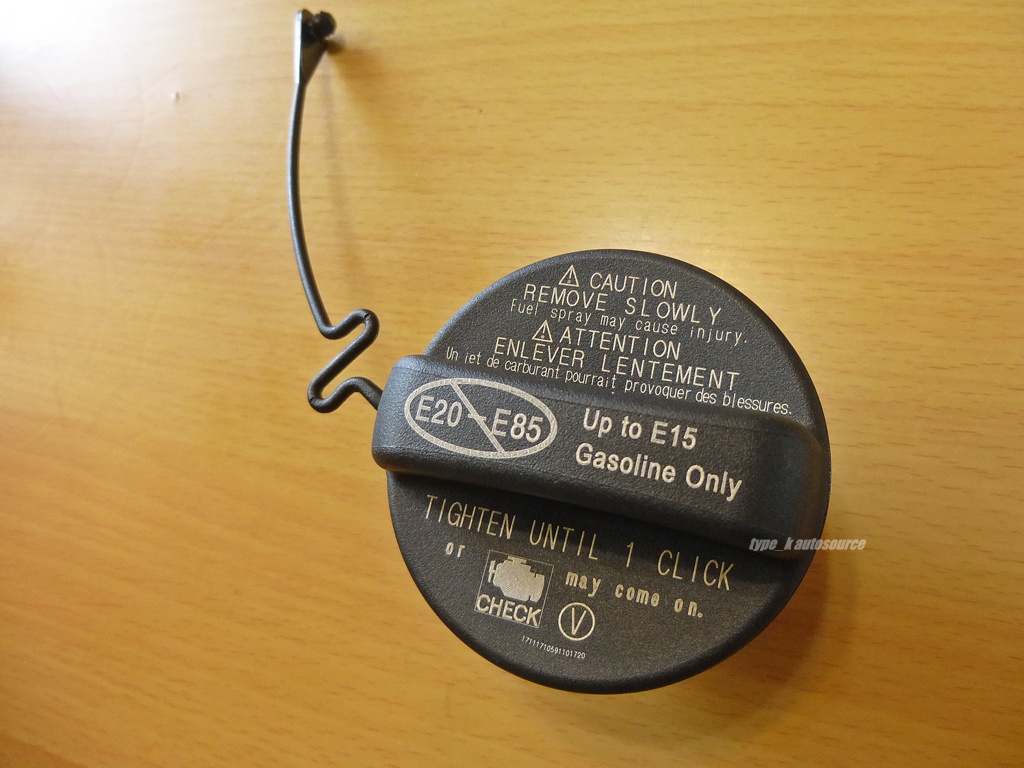 CAUTION
REMOVE SLOWLY
Fuel spray may cause injury.
ATTENTION
ENLEVER LENTEMENT
Un jet de carburant pourrait provoquer des blessures.
E20-E85
Up to E15
Gasoline Only
TIGHTEN UNTIL 1 CLICK
or CHECK may come on.
V
17111710591101720
type_k autosource